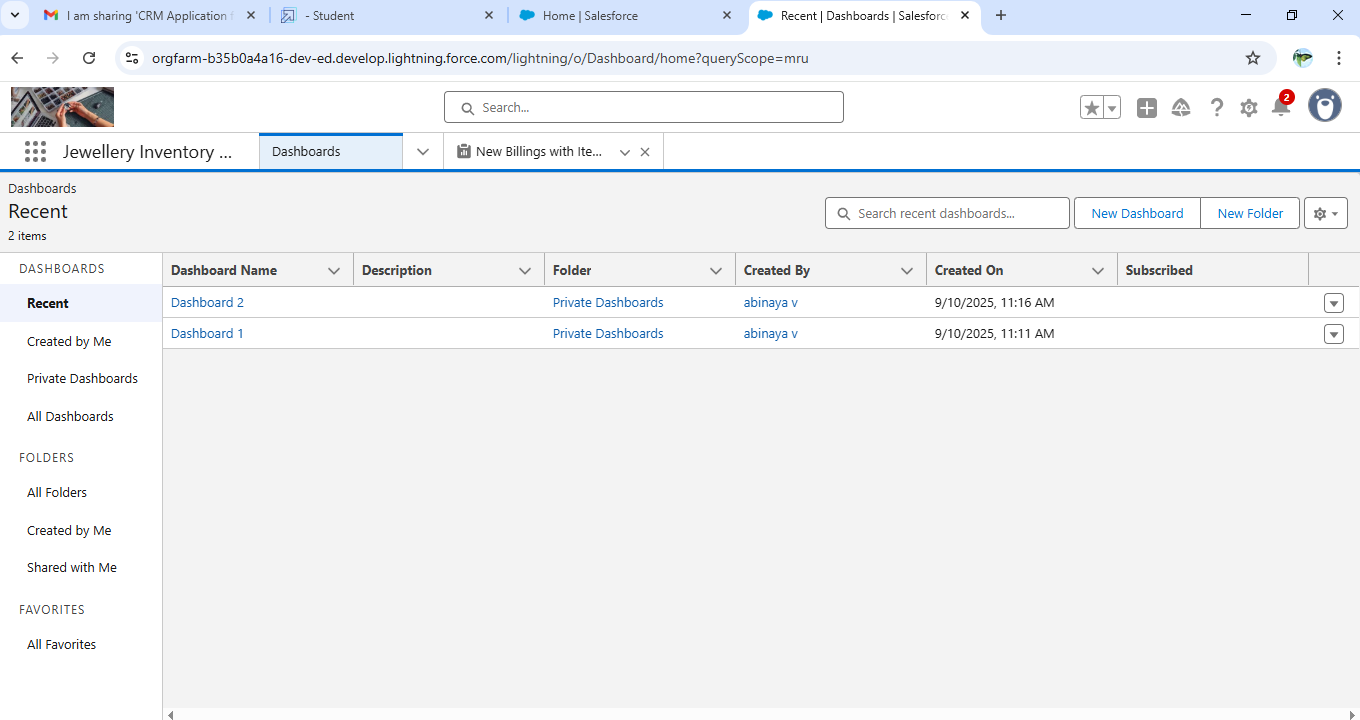 I am sharing 'CRM Application f
- Student
Home | Salesforce
Recent | Dashboards | Salesforc
orgfarm-b35b0a4a16-dev-ed.develop.lightning.force.com/lightning/o/Dashboard/home?queryScope=mru
Search...
2
Jewellery Inventory ...
Dashboards
New Billings with Ite...
Dashboards
Recent
2 items
Search recent dashboards...
New Dashboard
New Folder
DASHBOARDS
Recent
Created by Me
Private Dashboards
All Dashboards
FOLDERS
All Folders
Created by Me
Shared with Me
FAVORITES
All Favorites
Dashboard Name Description Folder Created By Created On Subscribed
Dashboard 2 Private Dashboards abinaya v 9/10/2025, 11:16 AM
Dashboard 1 Private Dashboards abinaya v 9/10/2025, 11:11 AM